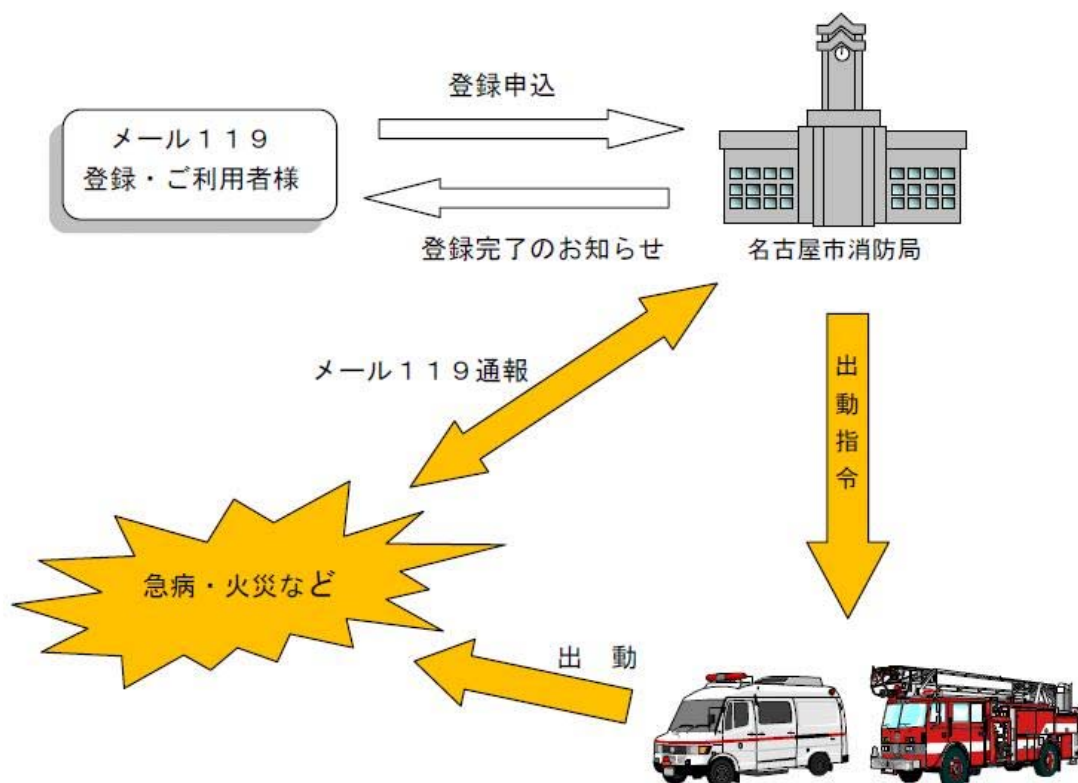 登録申込
メール１１９
登録・ご利用者様
登録完了のお知らせ
名古屋市消防局
メール１１９通報
出動指令
急病・火災など
出　動